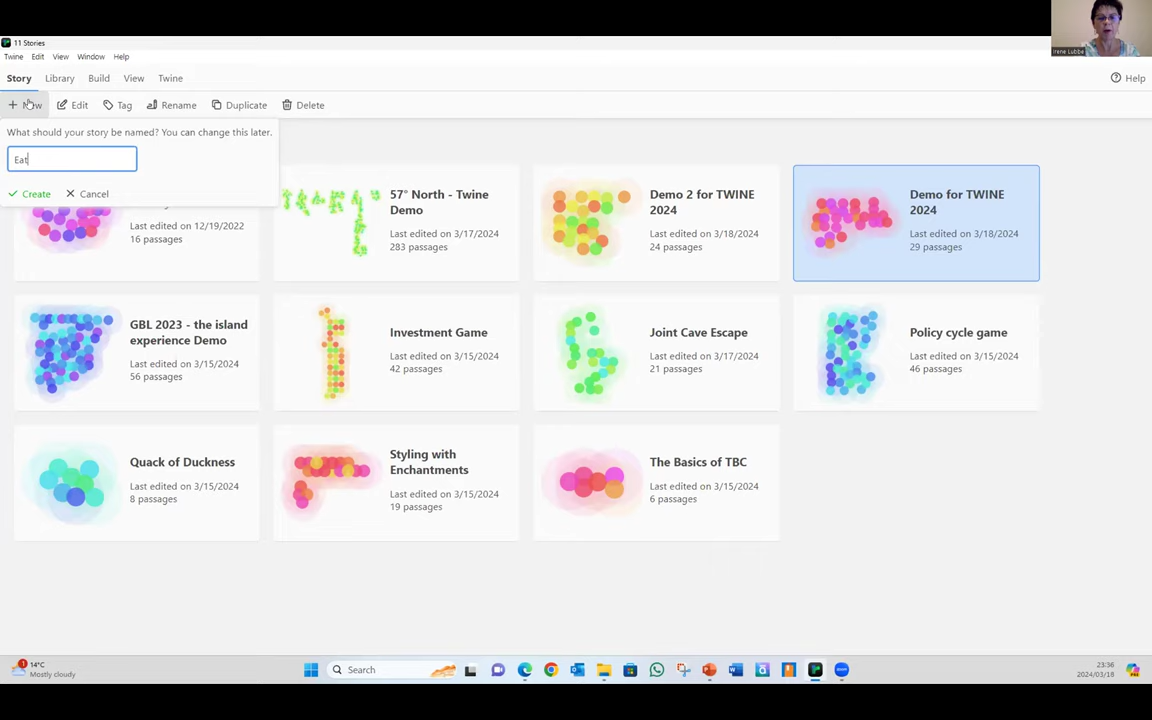 Irene Lubbe
11 Stories
Twine Edit View Window Help
Story Library Build View Twine
Help
+ New Edit Tag Rename Duplicate Delete
What should your story be named? You can change this later.
Eat
Create Cancel
Last edited on 12/19/2022
16 passages
57° North - Twine
Demo
Last edited on 3/17/2024
283 passages
Demo 2 for TWINE
2024
Last edited on 3/18/2024
24 passages
Demo for TWINE
2024
Last edited on 3/18/2024
29 passages
GBL 2023 - the island
experience Demo
Last edited on 3/15/2024
56 passages
Investment Game
Last edited on 3/15/2024
42 passages
Joint Cave Escape
Last edited on 3/17/2024
21 passages
Policy cycle game
Last edited on 3/15/2024
46 passages
Quack of Duckness
Last edited on 3/15/2024
8 passages
Styling with
Enchantments
Last edited on 3/15/2024
19 passages
The Basics of TBC
Last edited on 3/15/2024
6 passages
1
14°C
Mostly cloudy
Search
23:36
2024/03/18